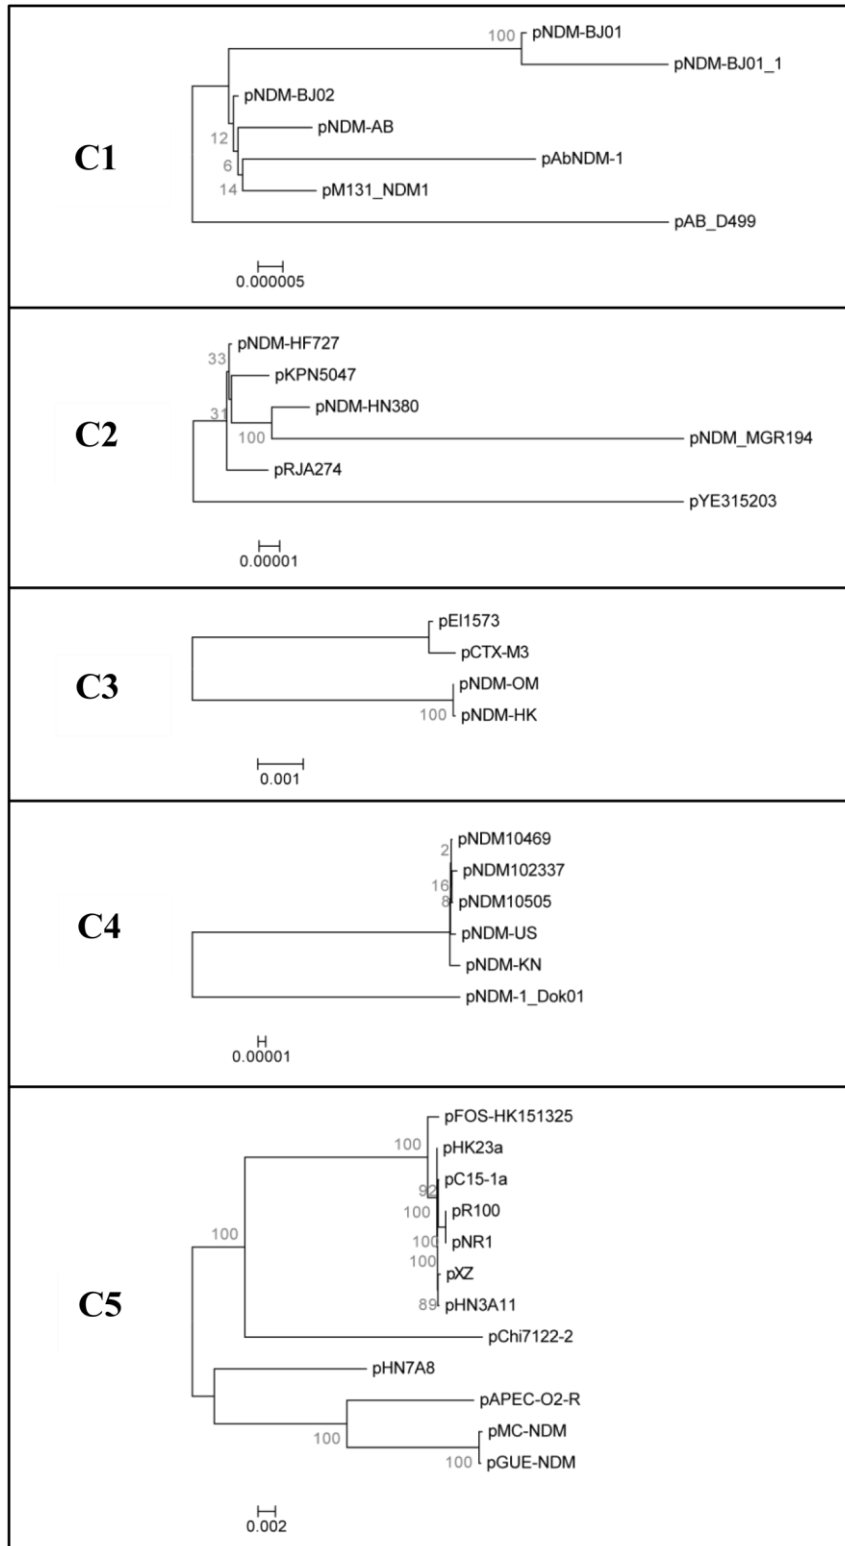 C1
100
pNDM-BJ01
pNDM-BJ01_1
pNDM-BJ02
12
pNDM-AB
6
pAbNDM-1
14
pM131_NDM1
pAB_D499
0.000005
C2
pNDM-HF727
33
pKPN5047
31
pNDM-HN380
100
pNDM_MGR194
pRJA274
pYE315203
0.00001
C3
pEl1573
pCTX-M3
pNDM-OM
100
pNDM-HK
0.001
C4
pNDM10469
2
pNDM102337
16
8
pNDM10505
pNDM-US
pNDM-KN
pNDM-1_Dok01
0.00001
C5
pFOS-HK151325
100
pHK23a
pC15-1a
92
100
pR100
100
pNR1
100
pXZ
89
pHN3A11
100
pChi7122-2
pHN7A8
pAPEC-O2-R
100
pMC-NDM
100
pGUE-NDM
0.002